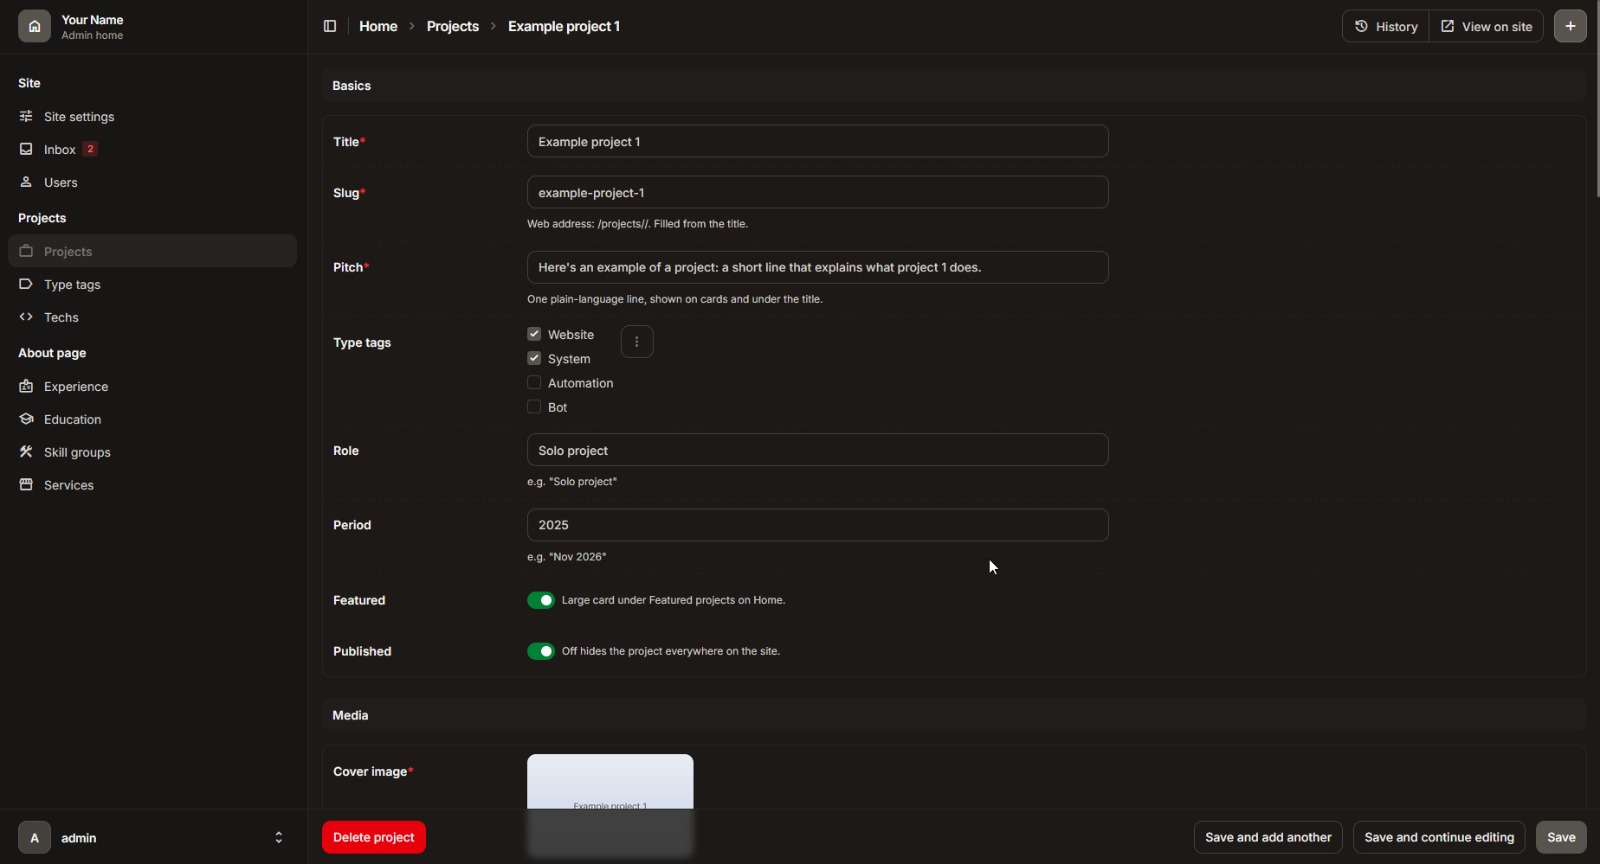 Your Name
Admin home
Site
Site settings
Inbox 2
Users
Projects
Projects
Type tags
Techs
About page
Experience
Education
Skill groups
Services
A admin
Home > Projects > Example project 1
History
View on site
+
Basics
Title* Example project 1
Slug* example-project-1
Web address: /projects//. Filled from the title.
Pitch* Here's an example of a project: a short line that explains what project 1 does.
One plain-language line, shown on cards and under the title.
Type tags
Website
System
Automation
Bot
Role Solo project
e.g. "Solo project"
Period 2025
e.g. "Nov 2026"
Featured Large card under Featured projects on Home.
Published Off hides the project everywhere on the site.
Media
Cover image*
Example project 1
Delete project
Save and add another
Save and continue editing
Save